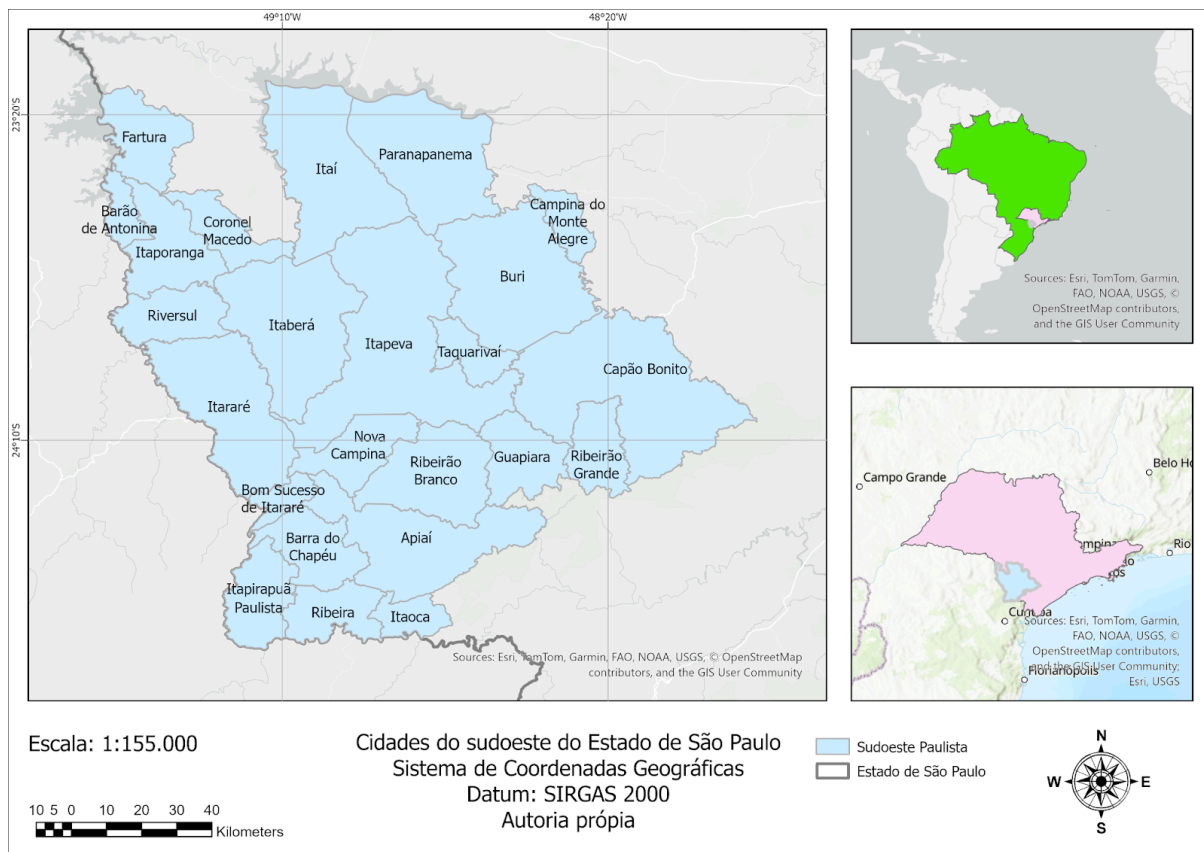 49°10'W
48°20'W
23°20'S
24°10'S
Fartura
Itaí
Paranapanema
Barão
de Antonina
Coronel
Macedo
Campina do
Monte
Alegre
Itaporanga
Buri
Riversul
Itaberá
Itapeva
Taquarivaí
Capão Bonito
Itararé
Nova
Campina
Ribeirão
Branco
Guapiara
Ribeirão
Grande
Bom Sucesso
de Itararé
Barra do
Chapéu
Apiaí
Itapirapuã
Paulista
Ribeira
Itaoca
Sources: Esri, TomTom, Garmin, FAO, NOAA, USGS, © OpenStreetMap
contributors, and the GIS User Community
Sources: Esri, TomTom, Garmin,
FAO, NOAA, USGS, ©
OpenStreetMap contributors,
and the GIS User Community
Campo Grande
Belo Ho
Rio
Sources: Esri, TomTom, Garmin,
FAO, NOAA, USGS, ©
OpenStreetMap contributors,
and the GIS User Community;
Esri, USGS
Florianópolis
Escala: 1:155.000
10 5 0 10 20 30 40
Kilometers
Cidades do sudoeste do Estado de São Paulo
Sistema de Coordenadas Geográficas
Datum: SIRGAS 2000
Autoria própia
Sudoeste Paulista
Estado de São Paulo
N
W E
S